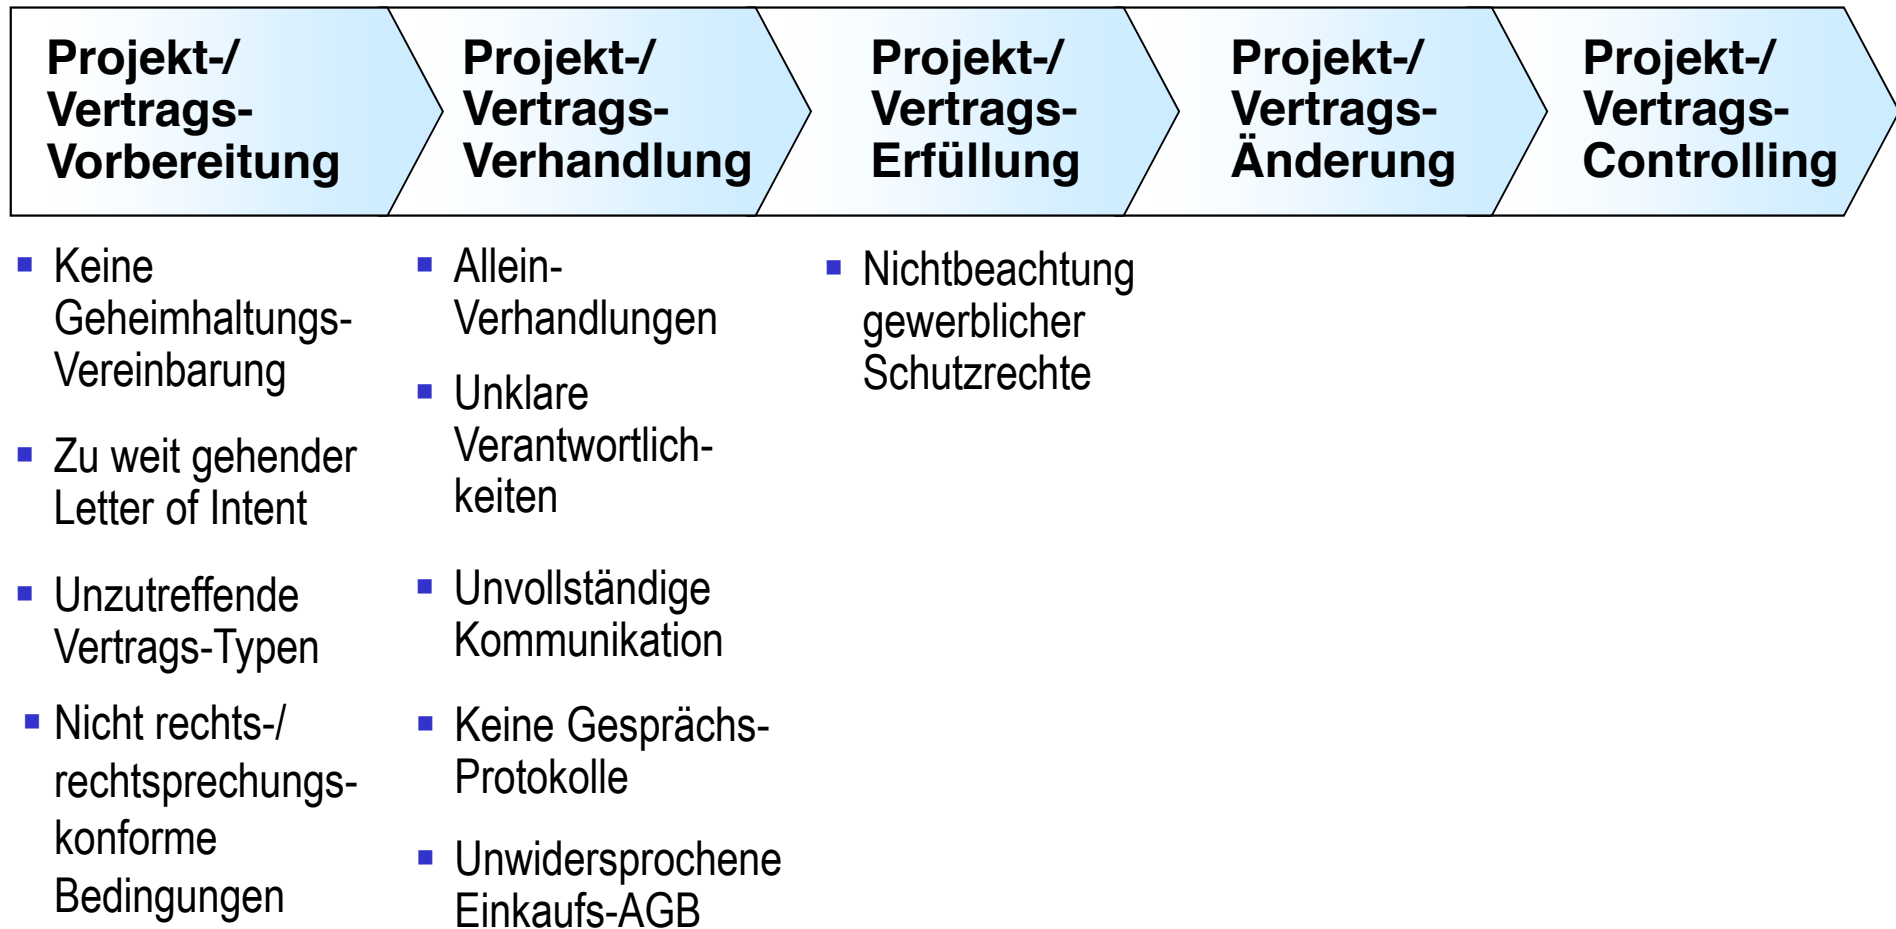 Projekt-/
Vertrags-
Vorbereitung
Projekt-/
Vertrags-
Verhandlung
Projekt-/
Vertrags-
Erfüllung
Projekt-/
Vertrags-
Änderung
Projekt-/
Vertrags-
Controlling
▪ Keine
Geheimhaltungs-
Vereinbarung
▪ Zu weit gehender
Letter of Intent
▪ Unzutreffende
Vertrags-Typen
▪ Nicht rechts-/
rechtsprechungs-
konforme
Bedingungen
▪ Allein-
Verhandlungen
▪ Unklare
Verantwortlich-
keiten
▪ Unvollständige
Kommunikation
▪ Keine Gesprächs-
Protokolle
▪ Unwidersprochene
Einkaufs-AGB
▪ Nichtbeachtung
gewerblicher
Schutzrechte